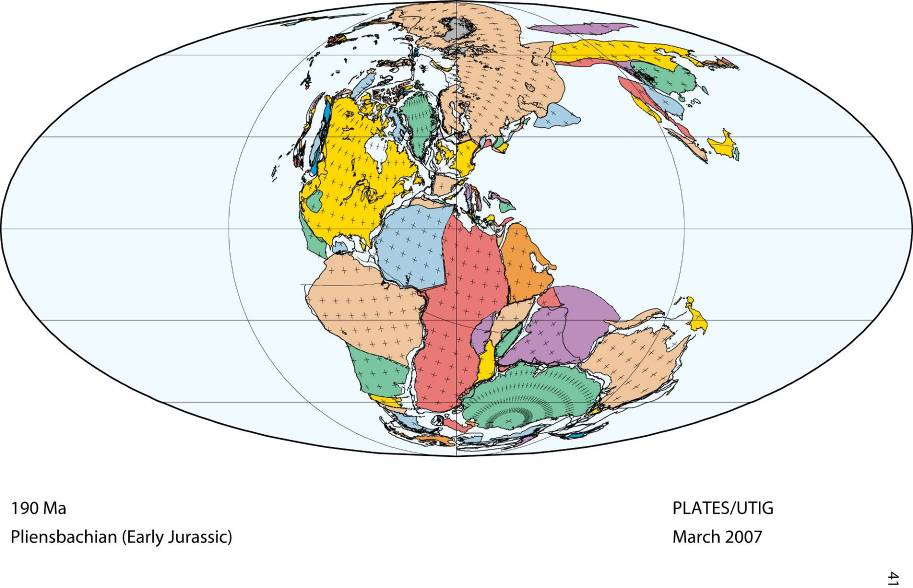 190 Ma
Pliensbachian (Early Jurassic)
PLATES/UTIG
March 2007
41